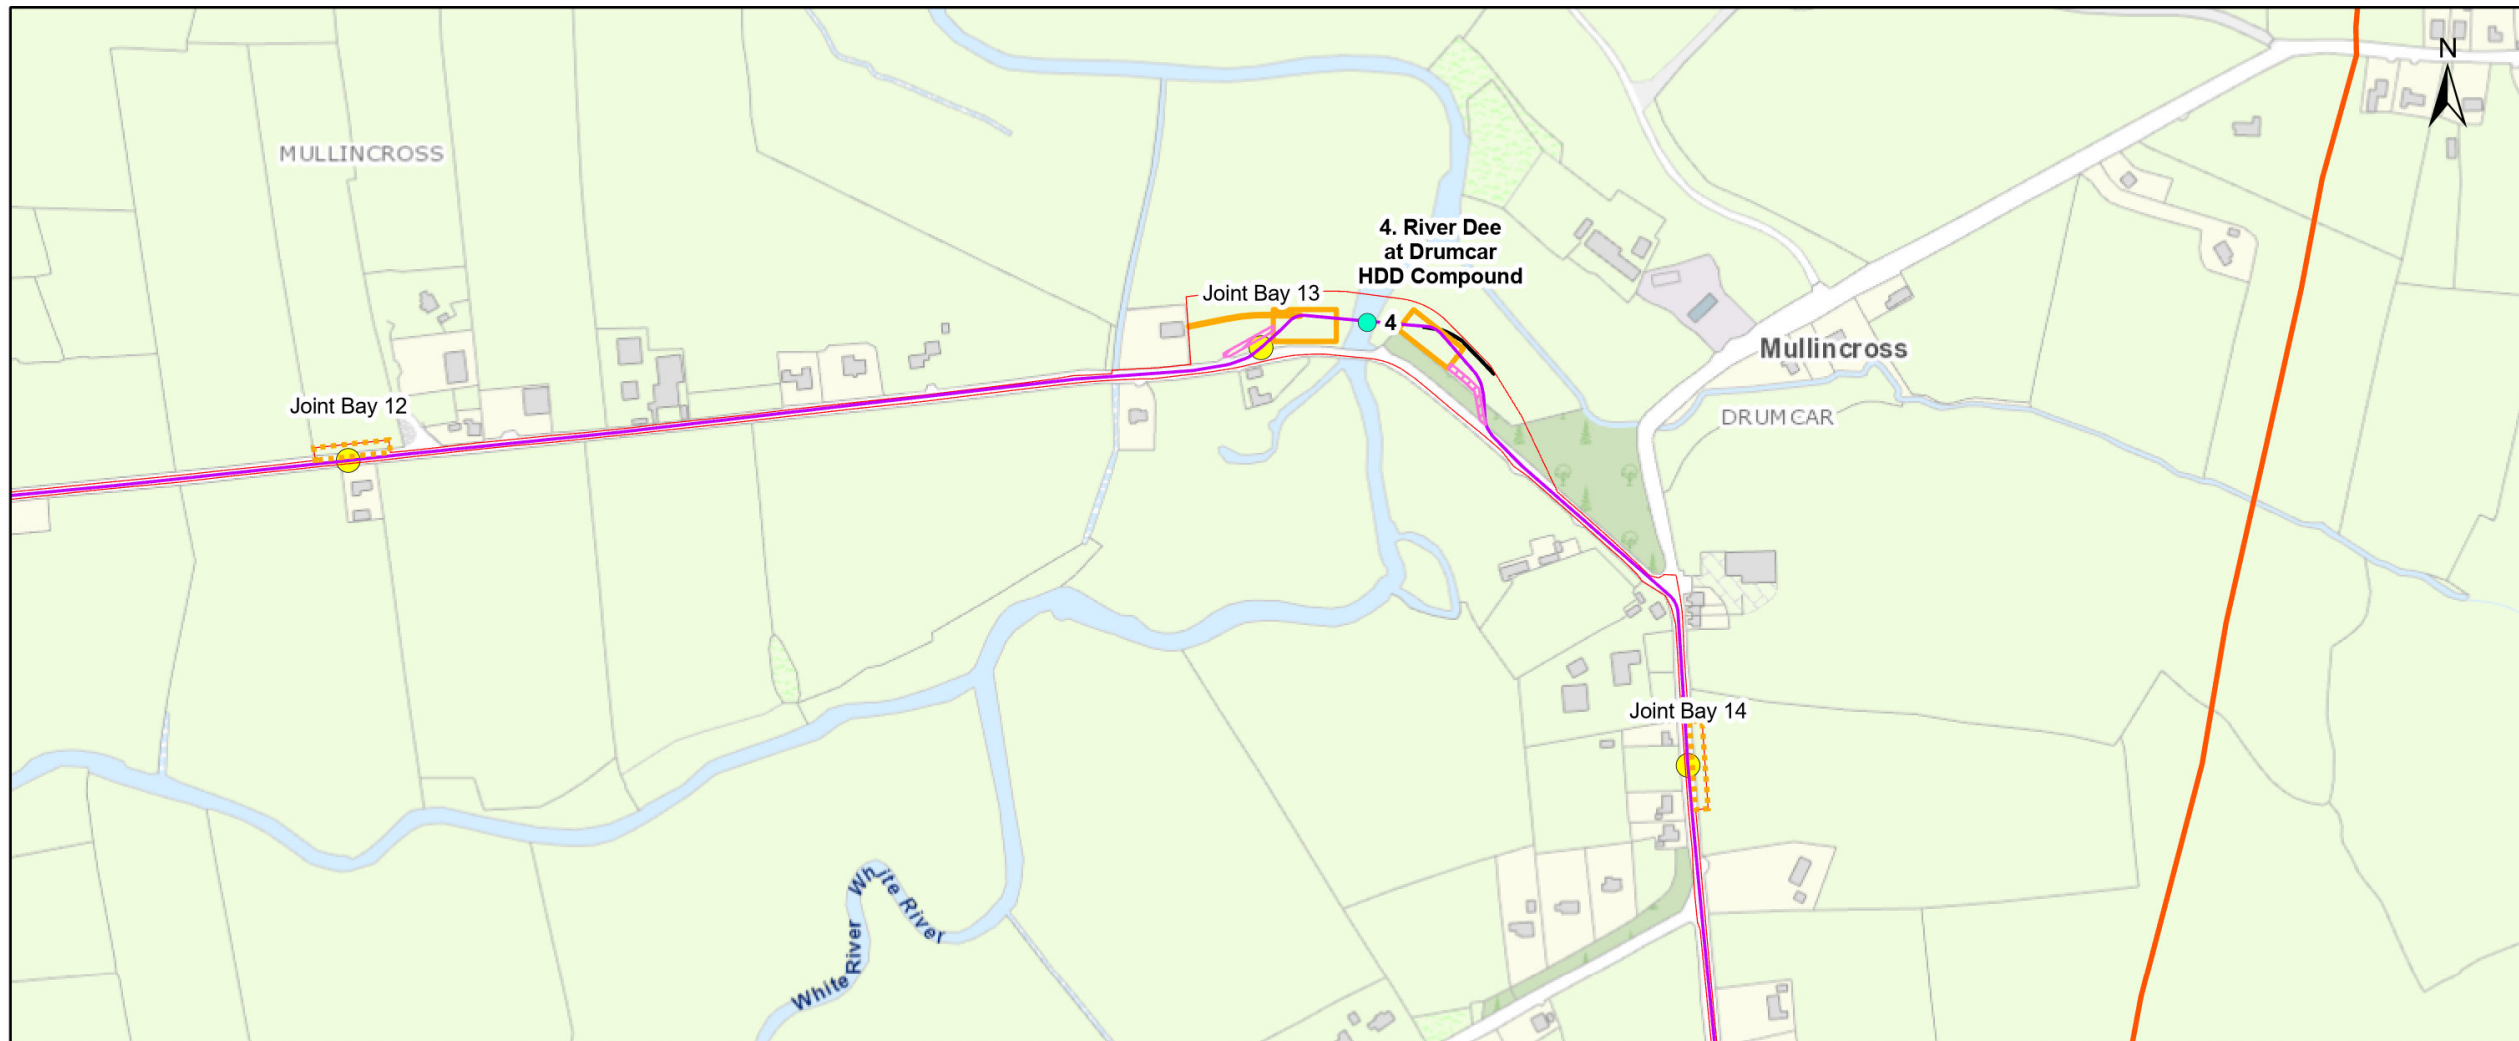 N
MULLINCROSS
4. River Dee
at Drumcar
HDD Compound
Joint Bay 13
4
Mullincross
Joint Bay 12
DRUMCAR
Joint Bay 14
White River
White River